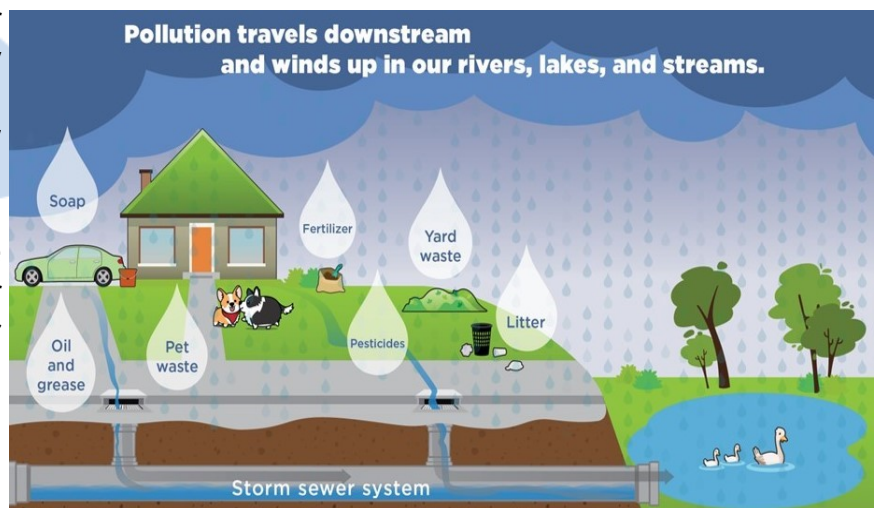 Pollution travels downstream
and winds up in our rivers, lakes, and streams.
Soap
Fertilizer
Yard
waste
Litter
Oil
and
grease
Pet
waste
Pesticides
Storm sewer system